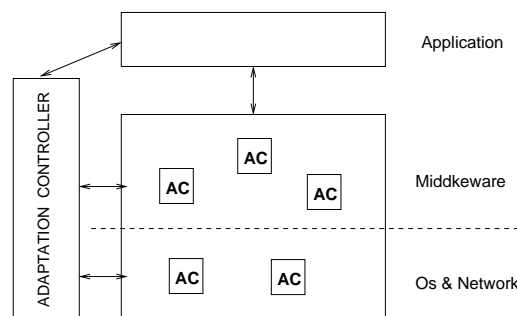 Application
ADAPTATION CONTROLLER
AC
AC
AC
Middkeware
AC
AC
Os & Network